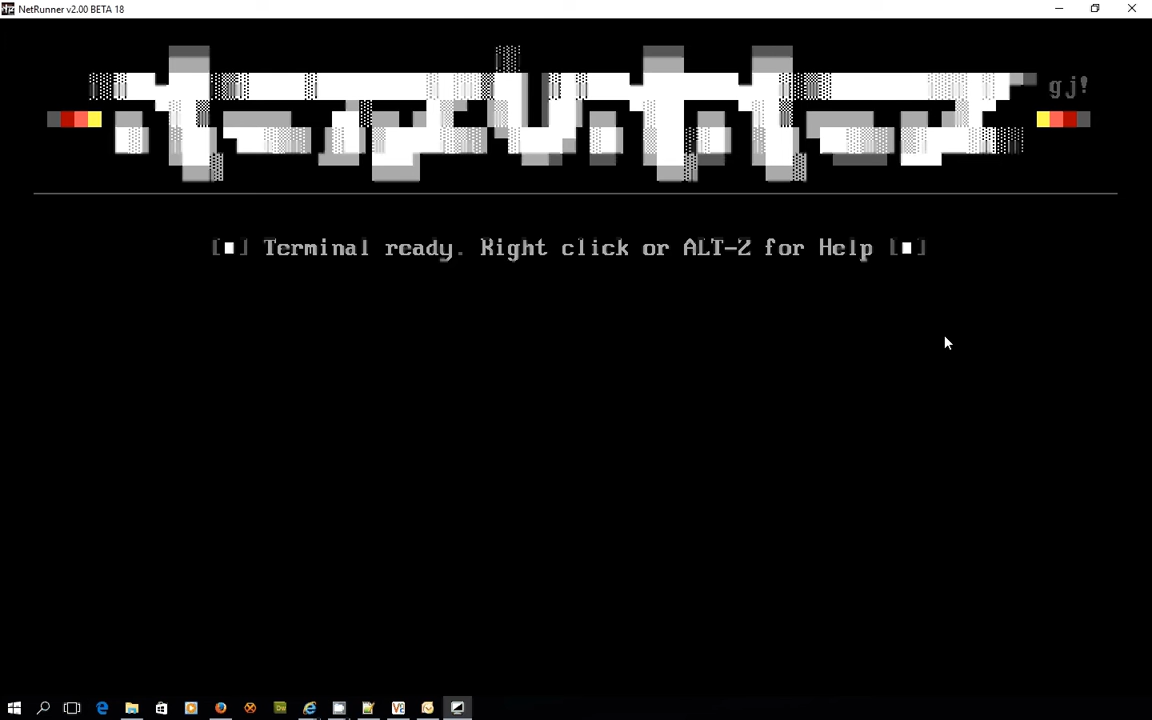 NetRunner v2.00 BETA 18
gj!
[■] Terminal ready. Right click or ALT-Z for Help [■]